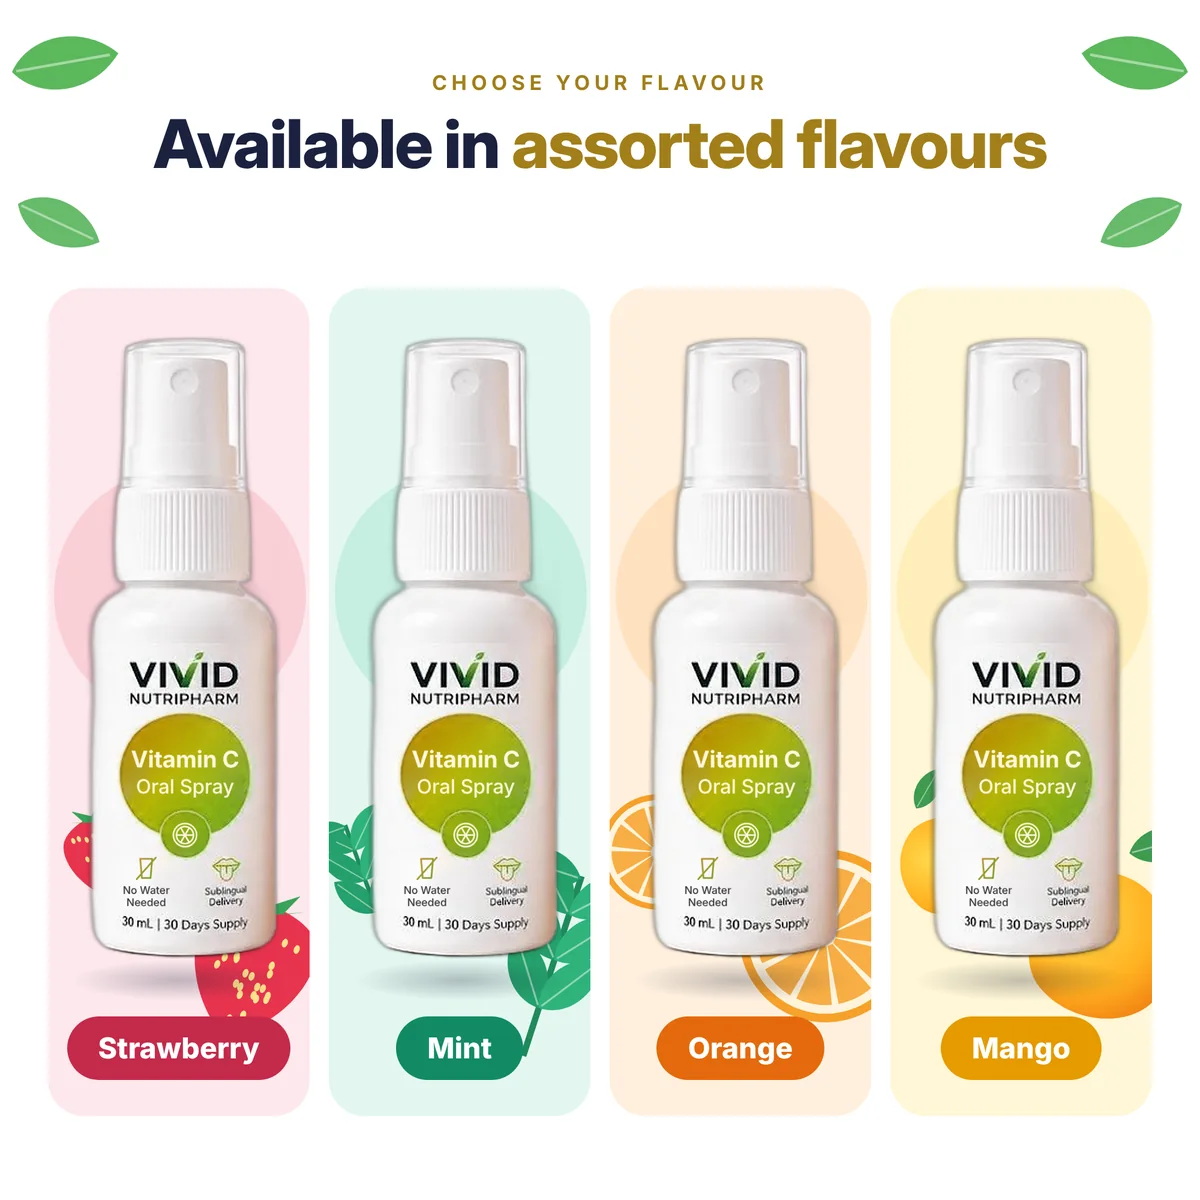 CHOOSE YOUR FLAVOUR
Available in assorted flavours
VIVID
NUTRIPHARM
Vitamin C
Oral Spray
No Water
Needed
Sublingual
Delivery
30 mL | 30 Days Supply
Strawberry
VIVID
NUTRIPHARM
Vitamin C
Oral Spray
No Water
Needed
Sublingual
Delivery
30 mL | 30 Days Supply
Mint
VIVID
NUTRIPHARM
Vitamin C
Oral Spray
No Water
Needed
Sublingual
Delivery
30 mL | 30 Days Supply
Orange
VIVID
NUTRIPHARM
Vitamin C
Oral Spray
No Water
Needed
Sublingual
Delivery
30 mL | 30 Days Supply
Mango